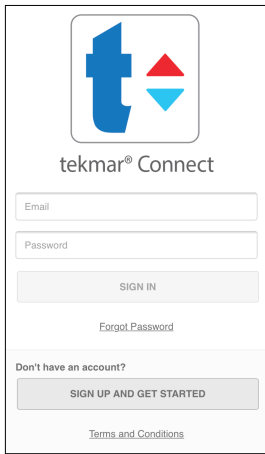 t
tekmar® Connect
Email
Password
SIGN IN
Forgot Password
Don't have an account?
SIGN UP AND GET STARTED
Terms and Conditions